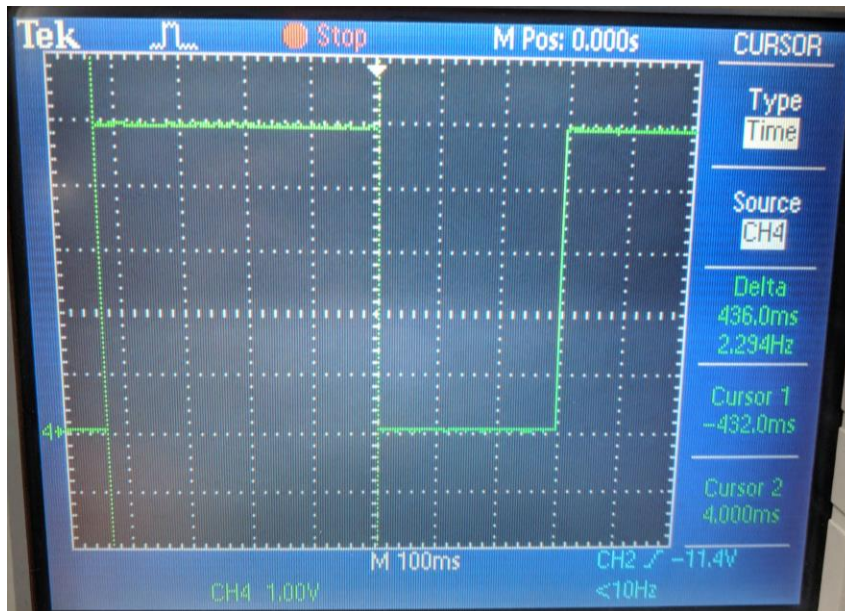 Tek Stop M Pos: 0.000s CURSOR
Type
Time
Source
CH4
Delta
436.0ms
2.294Hz
Cursor 1
-432.0ms
Cursor 2
4.000ms
4
M 100ms CH2 -11.4V
CH4 1.00V <10Hz